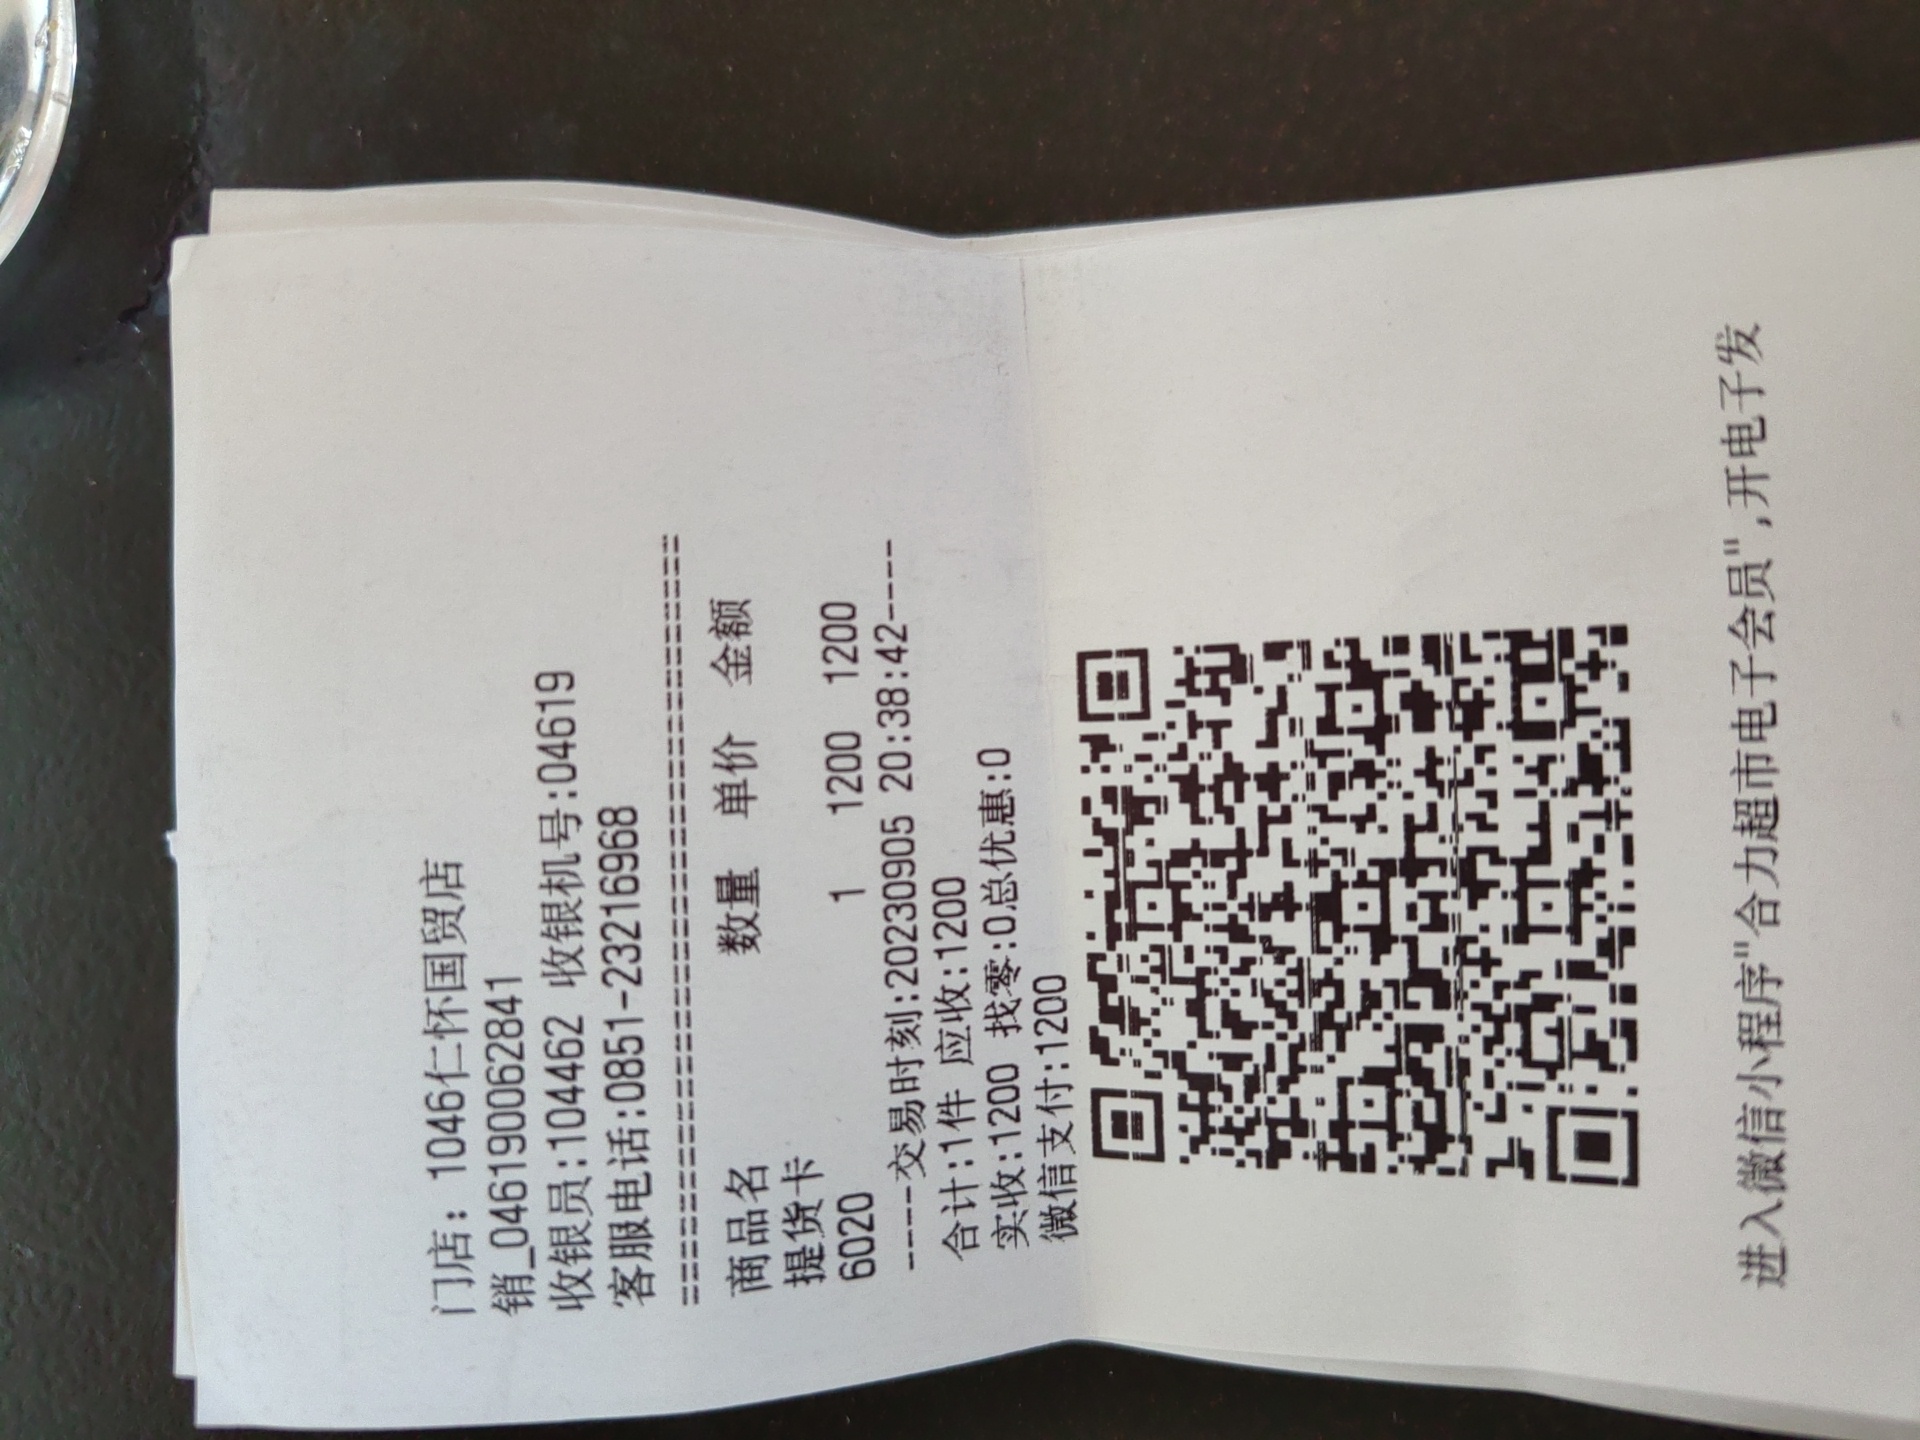 门店: 1046仁怀国贸店
销_046190062841
收银员:104462 收银机号:04619
客服电话:0851-23216968
================================
商品名 数量 单价 金额
提货卡
6020 1 1200 1200
----交易时刻:20230905 20:38:42----
合计:1件 应收:1200
实收:1200 找零:0总优惠:0
微信支付:1200
进入微信小程序"合力超市电子会员",开电子发